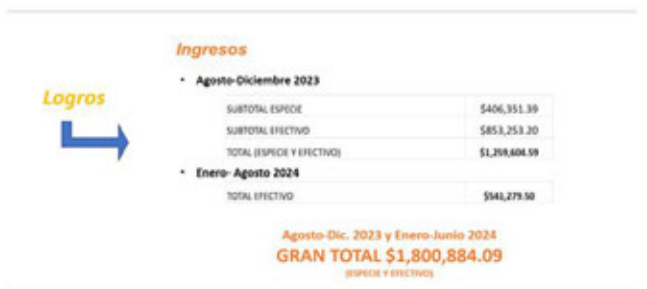 Ingresos
• Agosto-Diciembre 2023
Logros
SUBTOTAL ESPECIE $406,351.39
SUBTOTAL EFECTIVO $853,253.20
TOTAL (ESPECIE Y EFECTIVO) $1,259,604.59
• Enero- Agosto 2024
TOTAL EFECTIVO $541,279.50
Agosto-Dic. 2023 y Enero-Junio 2024
GRAN TOTAL $1,800,884.09
(ESPECIE Y EFECTIVO)